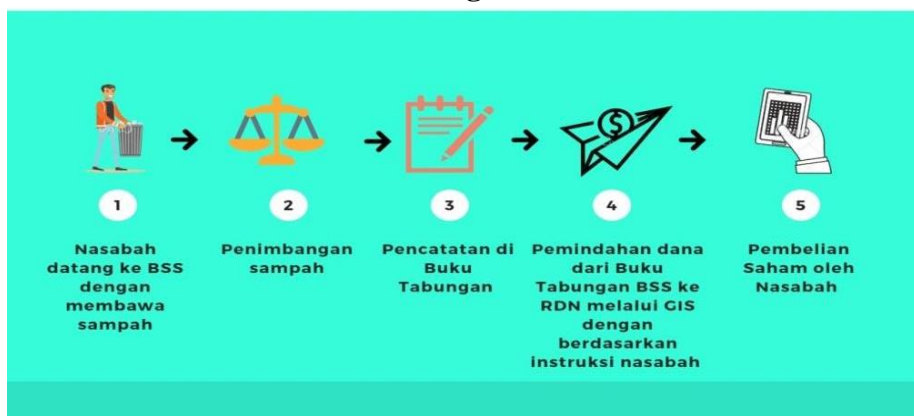 1
Nasabah
datang ke BSS
dengan
membawa
sampah
2
Penimbangan
sampah
3
Pencatatan di
Buku
Tabungan
4
Pemindahan dana
dari Buku
Tabungan BSS ke
RDN melalui GIS
dengan
berdasarkan
instruksi nasabah
5
Pembelian
Saham oleh
Nasabah